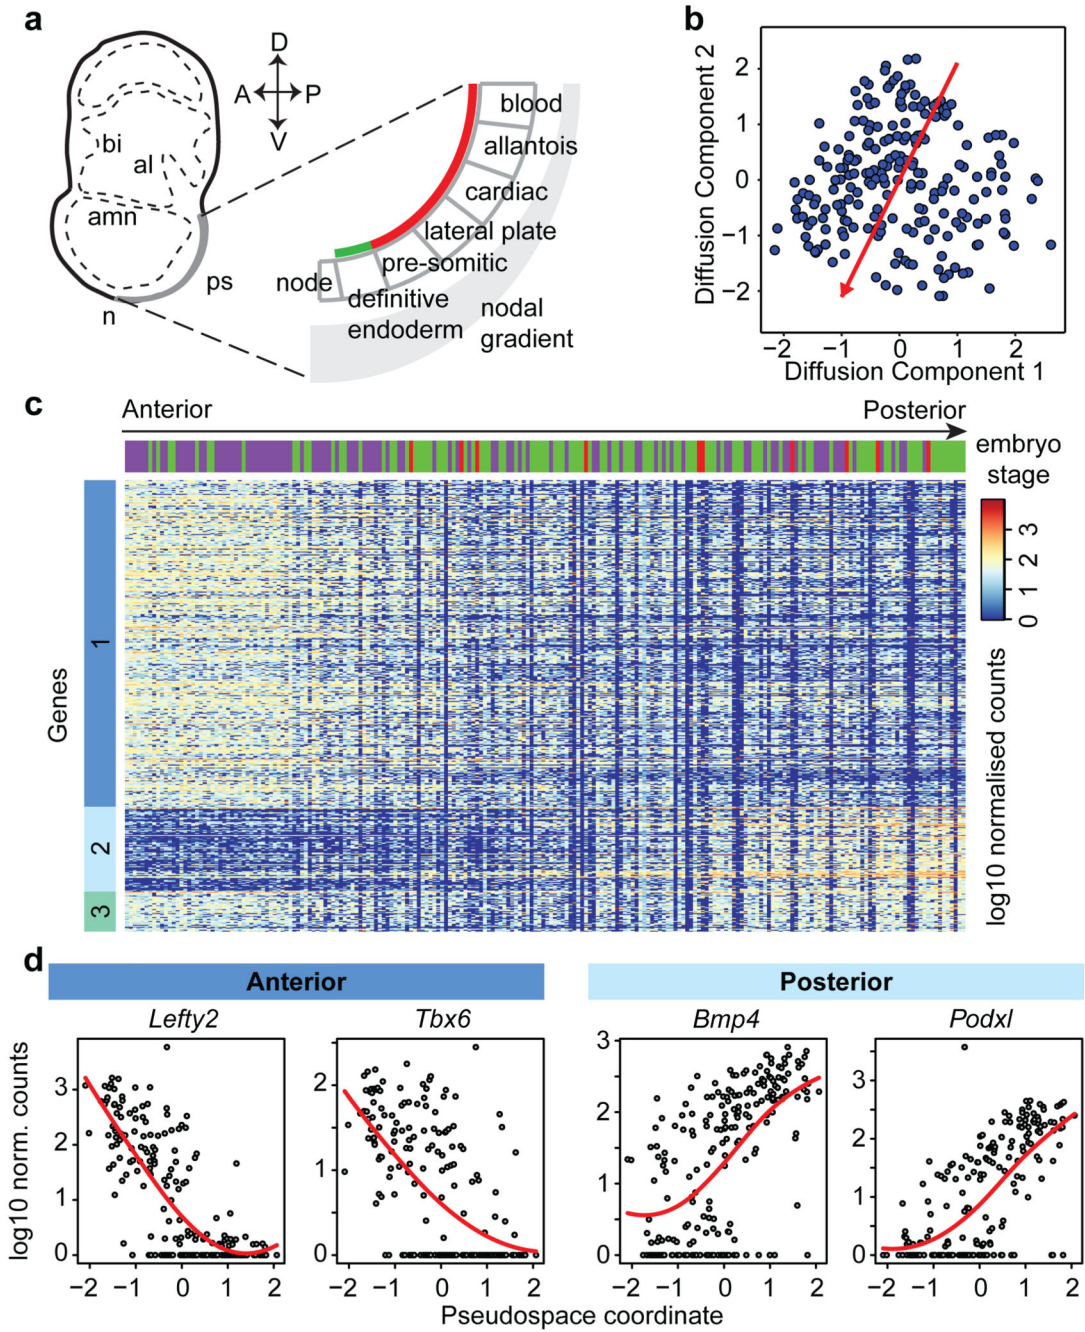 a
D
A P
V
bi
al
amn
ps
n
blood
allantois
cardiac
lateral plate
pre-somitic
node
definitive
endoderm
nodal
gradient
b
Diffusion Component 2
2
1
0
−1
−2
−2 −1 0 1 2
Diffusion Component 1
c
Anterior Posterior
embryo
stage
Genes
1
2
3
0 1 2 3
log10 normalised counts
d
Anterior
Posterior
Lefty2
Tbx6
Bmp4
Podxl
log10 norm. counts
3
2
1
0
−2 −1 0 1 2
2
1
0
−2 −1 0 1 2
3
2
1
0
−2 −1 0 1 2
3
2
1
0
−2 −1 0 1 2
Pseudospace coordinate